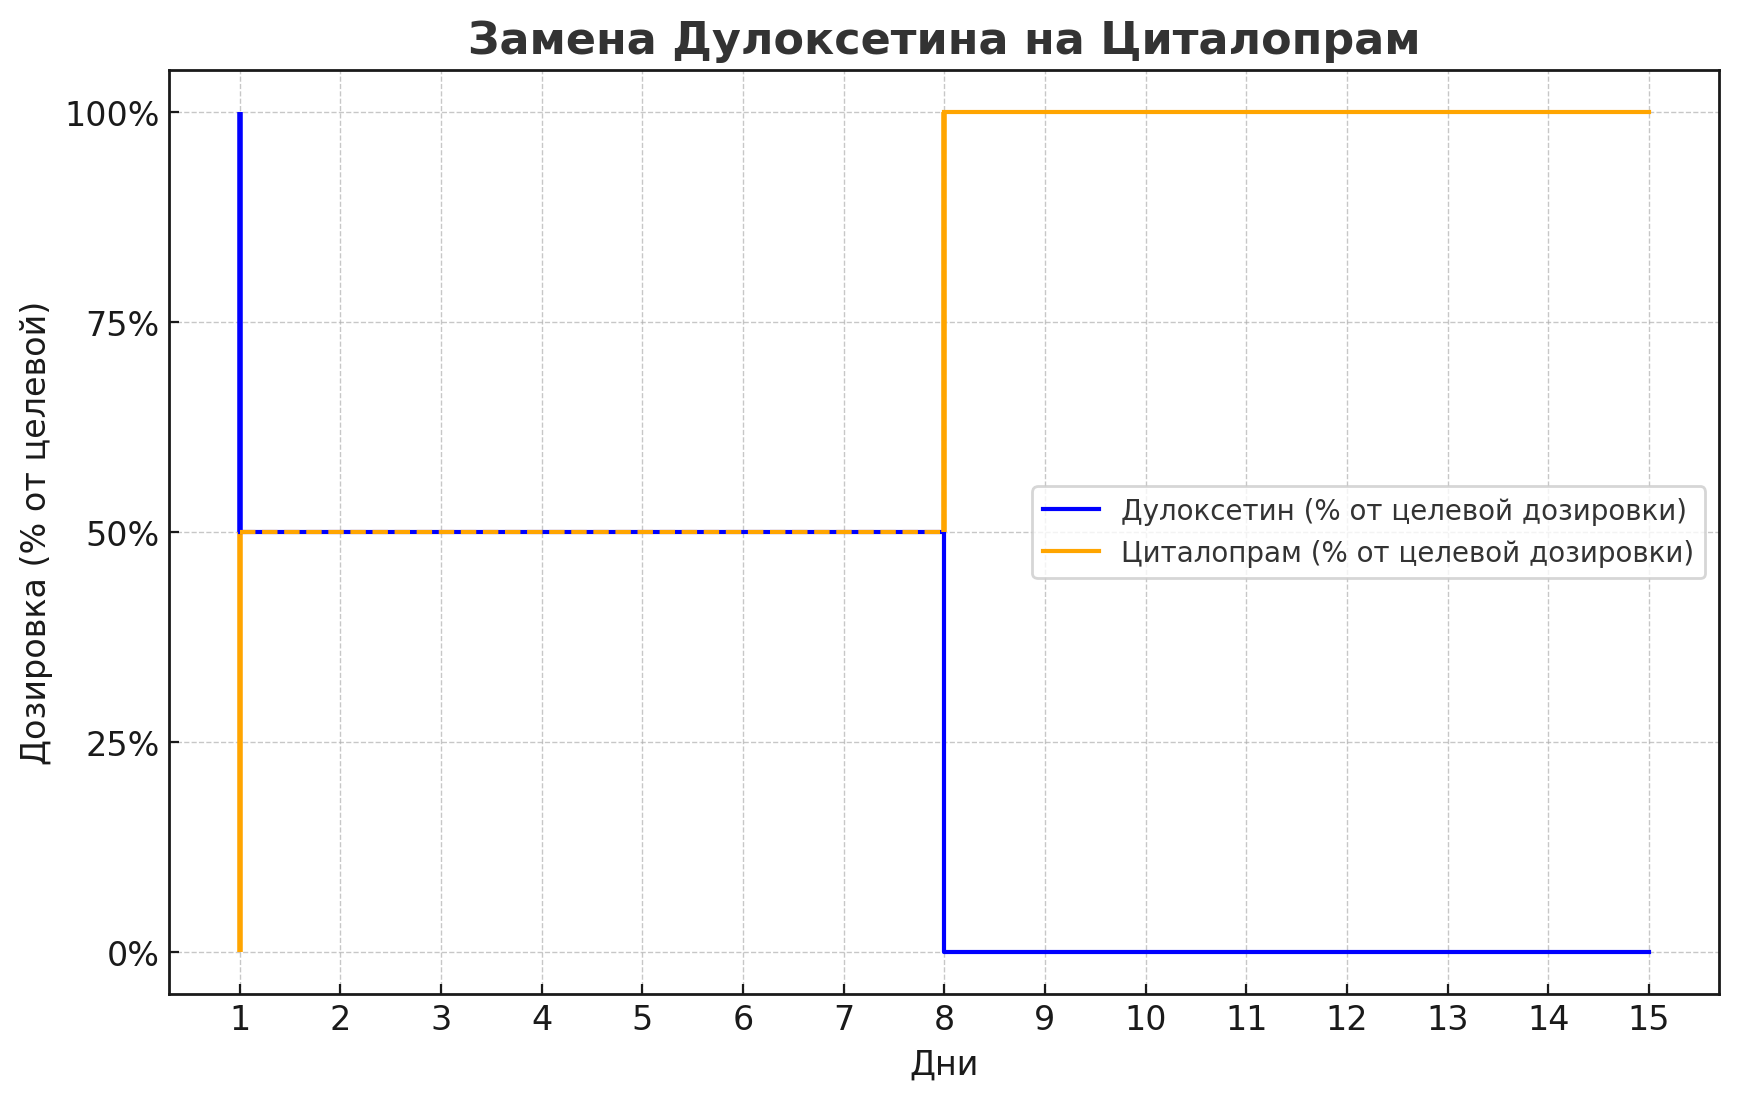 Замена Дулоксетина на Циталопрам
Дозировка (% от целевой)
100%
75%
50%
25%
0%
Дулоксетин (% от целевой дозировки)
Циталопрам (% от целевой дозировки)
1 2 3 4 5 6 7 8 9 10 11 12 13 14 15
Дни